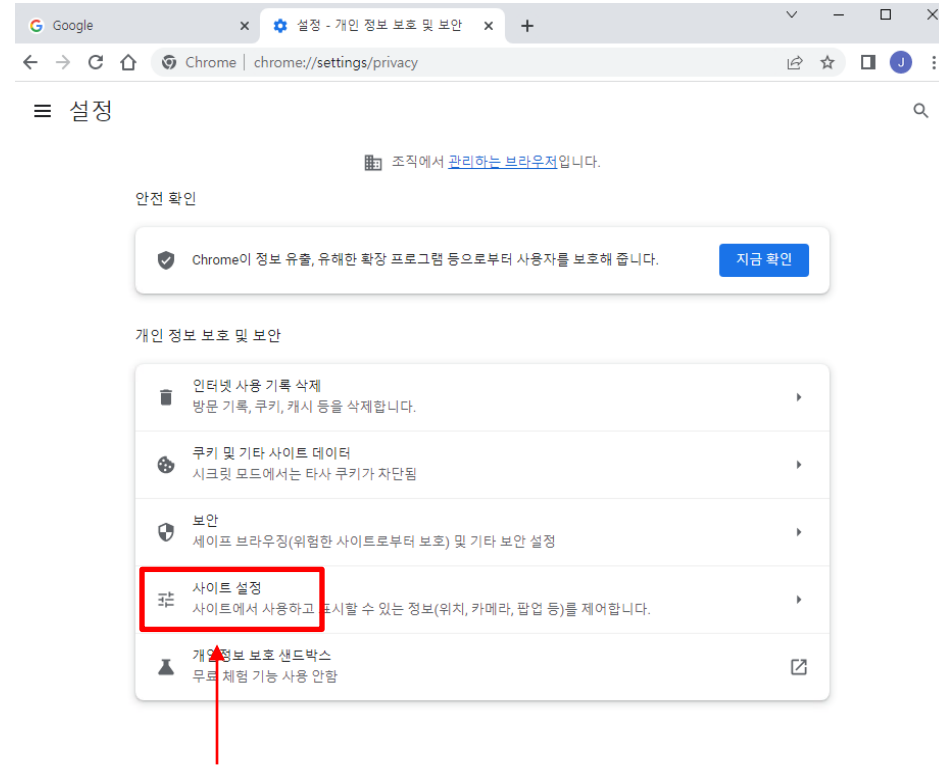 Google
설정 - 개인 정보 보호 및 보안
Chrome | chrome://settings/privacy
J
설정
조직에서 관리하는 브라우저입니다.
안전 확인
Chrome이 정보 유출, 유해한 확장 프로그램 등으로부터 사용자를 보호해 줍니다.
지금 확인
개인 정보 보호 및 보안
인터넷 사용 기록 삭제
방문 기록, 쿠키, 캐시 등을 삭제합니다.
쿠키 및 기타 사이트 데이터
시크릿 모드에서는 타사 쿠키가 차단됨
보안
세이프 브라우징(위험한 사이트로부터 보호) 및 기타 보안 설정
사이트 설정
사이트에서 사용하고 표시할 수 있는 정보(위치, 카메라, 팝업 등)를 제어합니다.
개인정보 보호 샌드박스
무료 체험 기능 사용 안함